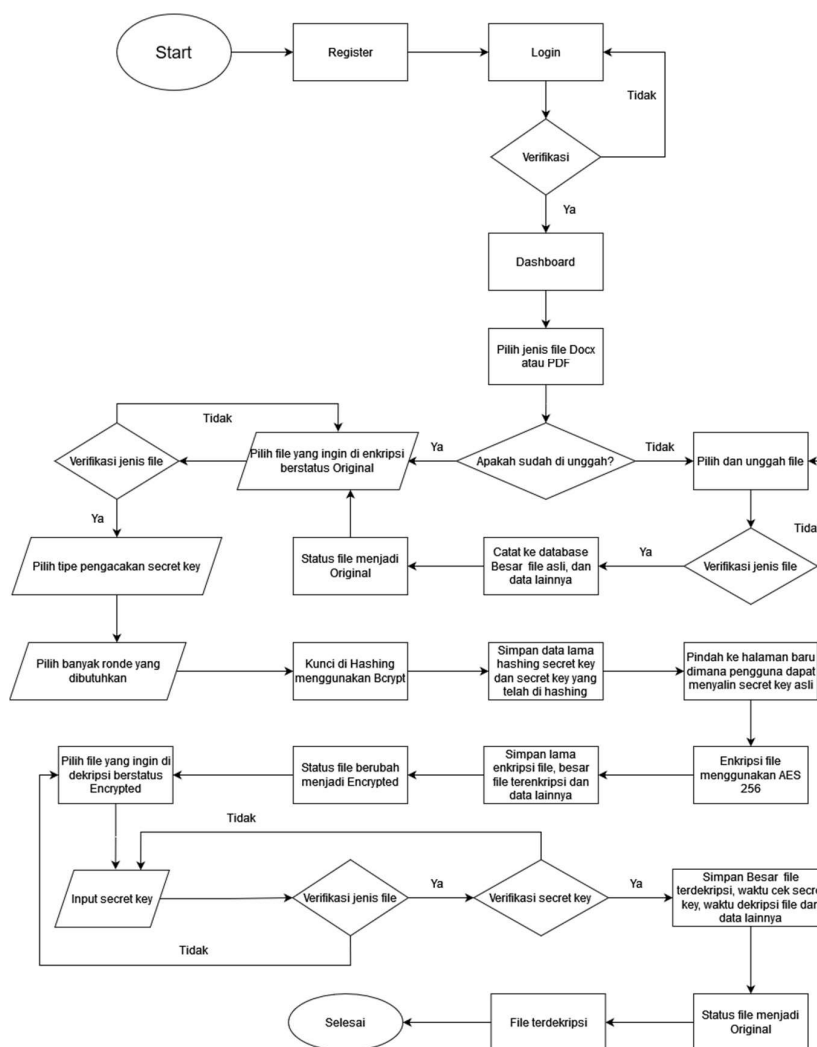 Start
Register
Login
Tidak
Verifikasi
Ya
Dashboard
Pilih jenis file Docx
atau PDF
Tidak
Verifikasi jenis file
Pilih file yang ingin di enkripsi
berstatus Original
Ya
Apakah sudah di unggah?
Tidak
Pilih dan unggah file
Ya
Pilih tipe pengacakan secret key
Status file menjadi
Original
Catat ke database
Besar file asli, dan
data lainnya
Ya
Verifikasi jenis file
Pilih banyak ronde yang
dibutuhkan
Kunci di Hashing
menggunakan Bcrypt
Simpan data lama
hashing secret key
dan secret key yang
telah di hashing
Pindah ke halaman baru
dimana pengguna dapat
menyalin secret key asli
Pilih file yang ingin di
dekripsi berstatus
Encrypted
Status file berubah
menjadi Encrypted
Simpan lama
enkripsi file, besar
file terenkripsi dan
data lainnya
Enkripsi file
menggunakan AES
256
Tidak
Input secret key
Verifikasi jenis file
Ya
Verifikasi secret key
Ya
Simpan Besar file
terdekripsi, waktu cek
key, waktu dekripsi file
data lainnya
Tidak
Selesai
File terdekripsi
Status file menjadi
Original